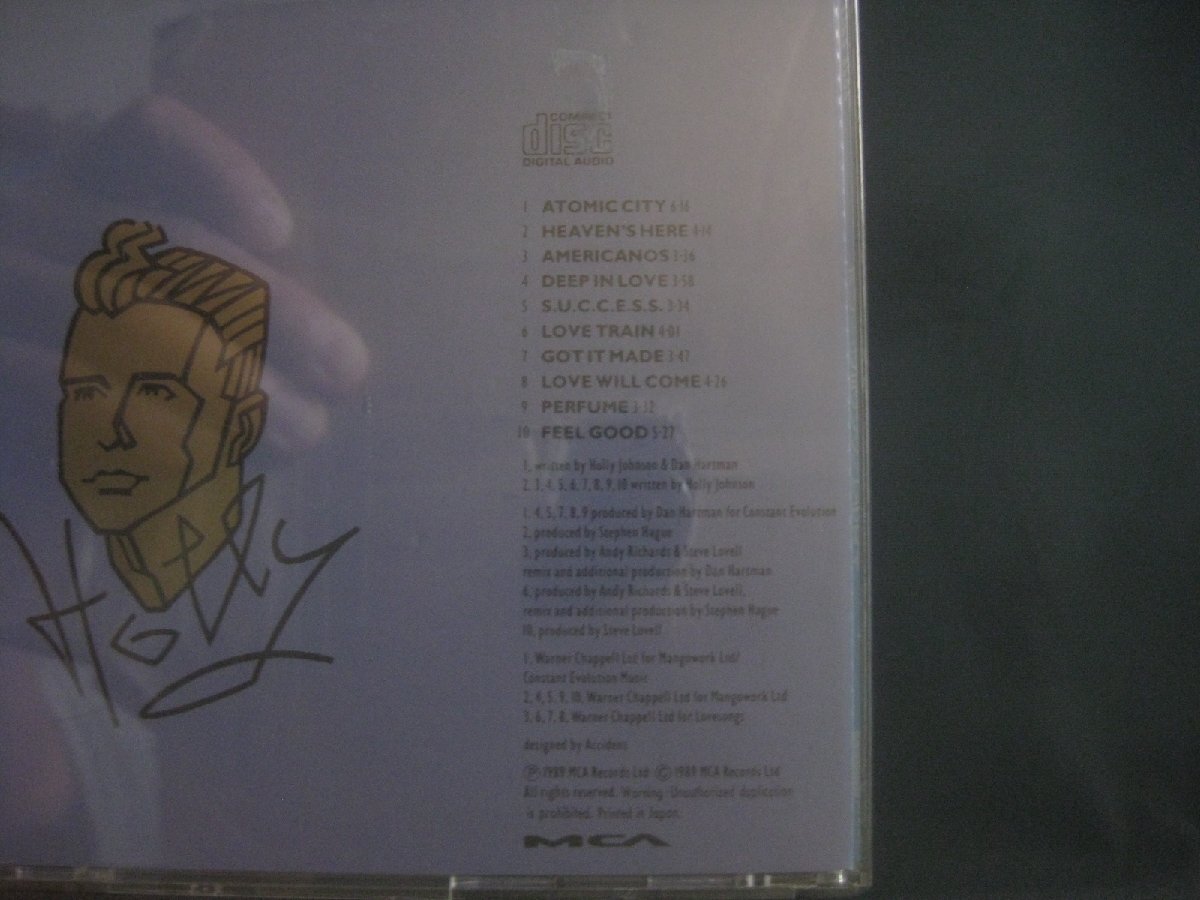 COMPACT
disc
DIGITAL AUDIO
1 ATOMIC CITY 6·16
2 HEAVEN'S HERE 4·14
3 AMERICANOS 3·36
4 DEEP IN LOVE 3·58
5 S.U.C.C.E.S.S. 3·34
6 LOVE TRAIN 4·01
7 GOT IT MADE 3·47
8 LOVE WILL COME 4·26
9 PERFUME 3·32
10 FEEL GOOD 5·27
1, written by Holly Johnson & Dan Hartman
2, 3, 4, 5, 6, 7, 8, 9, 10 written by Holly Johnson
1, 4, 5, 7, 8, 9 produced by Dan Hartman for Constant Evolution
2, produced by Stephen Hague
3, produced by Andy Richards & Steve Lovell
remix and additional production by Dan Hartman
6, produced by Andy Richards & Steve Lovell,
remix and additional production by Stephen Hague
10, produced by Steve Lovell
1, Warner Chappell Ltd for Mangowork Ltd/
Constant Evolution Music
2, 4, 5, 9, 10, Warner Chappell Ltd for Mangowork Ltd
3, 6, 7, 8, Warner Chappell Ltd for Lovesongs
designed by Accident
Ⓟ 1989 MCA Records Ltd © 1989 MCA Records Ltd
All rights reserved. Warning: Unauthorized duplication
is prohibited. Printed in Japan.
MCA
Holly